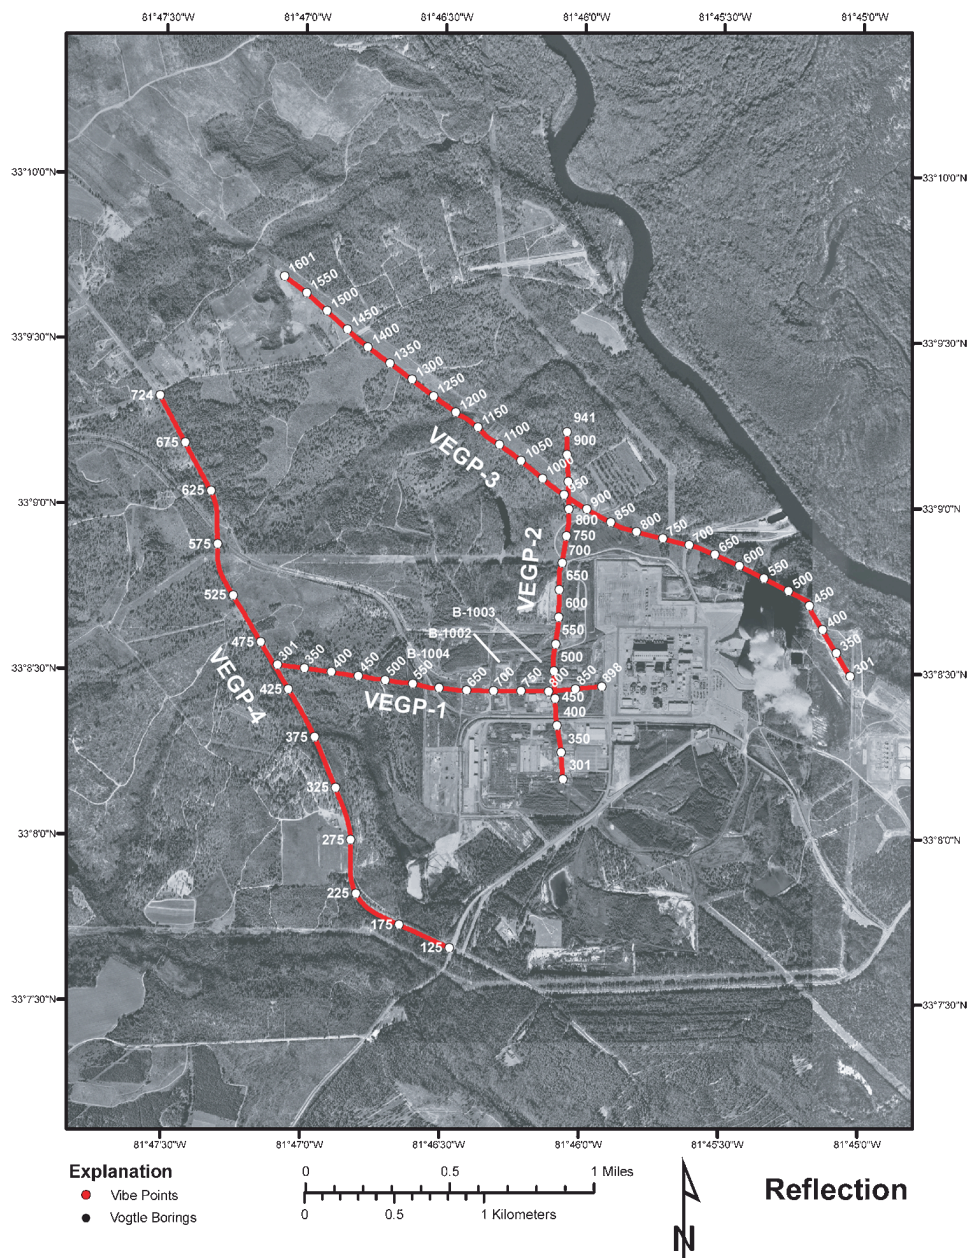 81°47'30"W 81°47'0"W 81°46'30"W 81°46'0"W 81°45'30"W 81°45'0"W
33°10'0"N 33°10'0"N
1601
1550
1500
1450
33°9'30"N 1400 33°9'30"N
1350
1300
1250
724 1200
1150
941
1100 900
675 VEGP-3 1050
1000
625 950 900
33°9'0"N 800 850 33°9'0"N
750 800
575 700 750
VEGP-2 700
650 650
525 600 600
B-1003 550
550 500
B-1002 450
475 500 400
301 350 400 450 500 550 B-1004 350
33°8'30"N 650 700 750 800 850 898 301 33°8'30"N
425 VEGP-4 VEGP-1 450
400
375 350
301
325
33°8'0"N 275 33°8'0"N
225
175
125
33°7'30"N 33°7'30"N
81°47'30"W 81°47'0"W 81°46'30"W 81°46'0"W 81°45'30"W 81°45'0"W
Explanation
Vibe Points
Vogtle Borings
0 0.5 1 Miles
0 0.5 1 Kilometers
N
Reflection